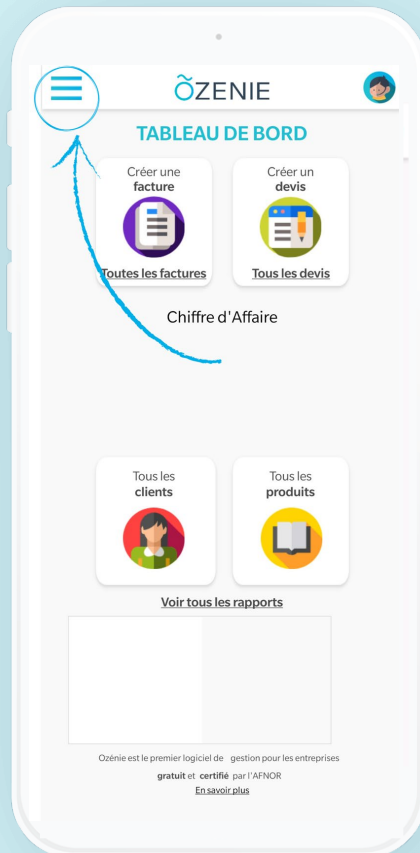 ÕZENIE
TABLEAU DE BORD
Créer une
facture
Toutes les factures
Créer un
devis
Tous les devis
Chiffre d'Affaire
Tous les
clients
Tous les
produits
Voir tous les rapports
Ozénie est le premier logiciel de gestion pour les entreprises
gratuit et certifié par l'AFNOR
En savoir plus